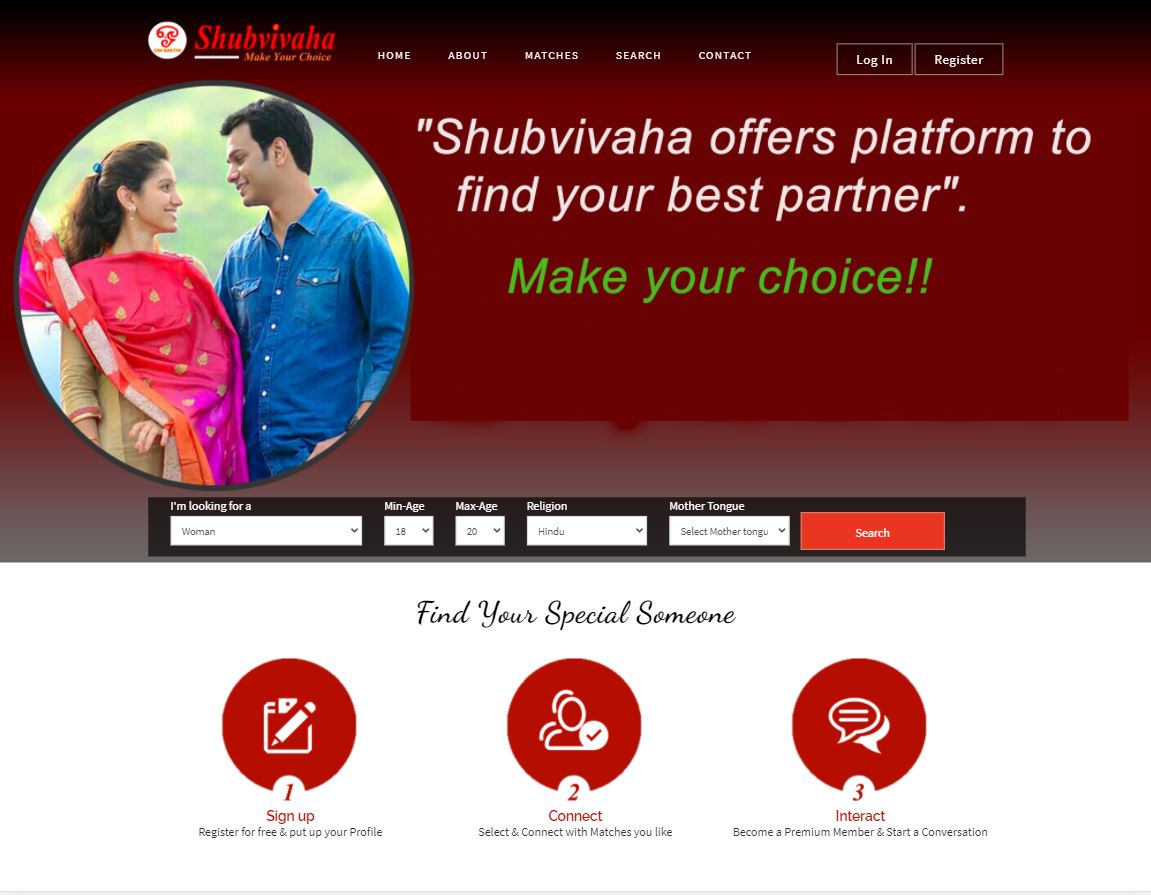 Shubvivaha
Make Your Choice
OM SAKTHI
HOME ABOUT MATCHES SEARCH CONTACT
Log In Register
"Shubvivaha offers platform to
find your best partner".
Make your choice!!
I'm looking for a Min-Age Max-Age Religion Mother Tongue
Woman 18 20 Hindu Select Mother tongu Search
Find Your Special Someone
1 2 3
Sign up Connect Interact
Register for free & put up your Profile Select & Connect with Matches you like Become a Premium Member & Start a Conversation